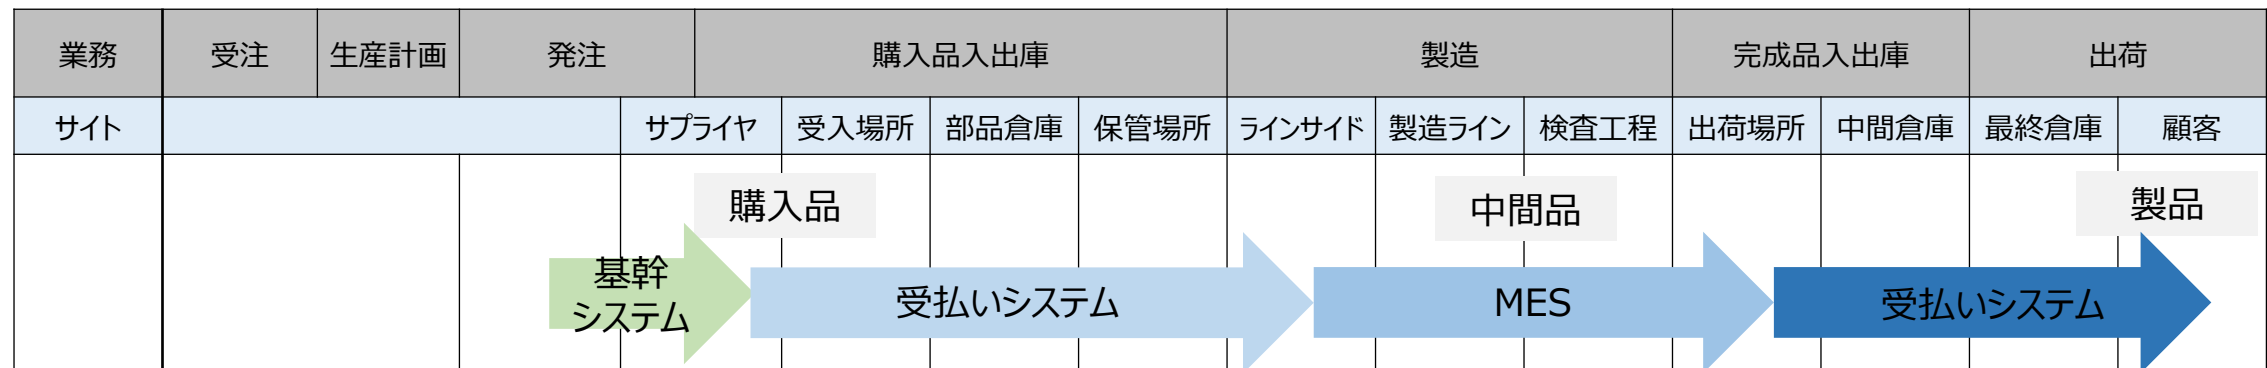 業務 受注 生産計画 発注 購入品入出庫 製造 完成品入出庫 出荷
サイト サプライヤ 受入場所 部品倉庫 保管場所 ラインサイド 製造ライン 検査工程 出荷場所 中間倉庫 最終倉庫 顧客
購入品 中間品 製品
基幹
システム
受払いシステム MES 受払いシステム